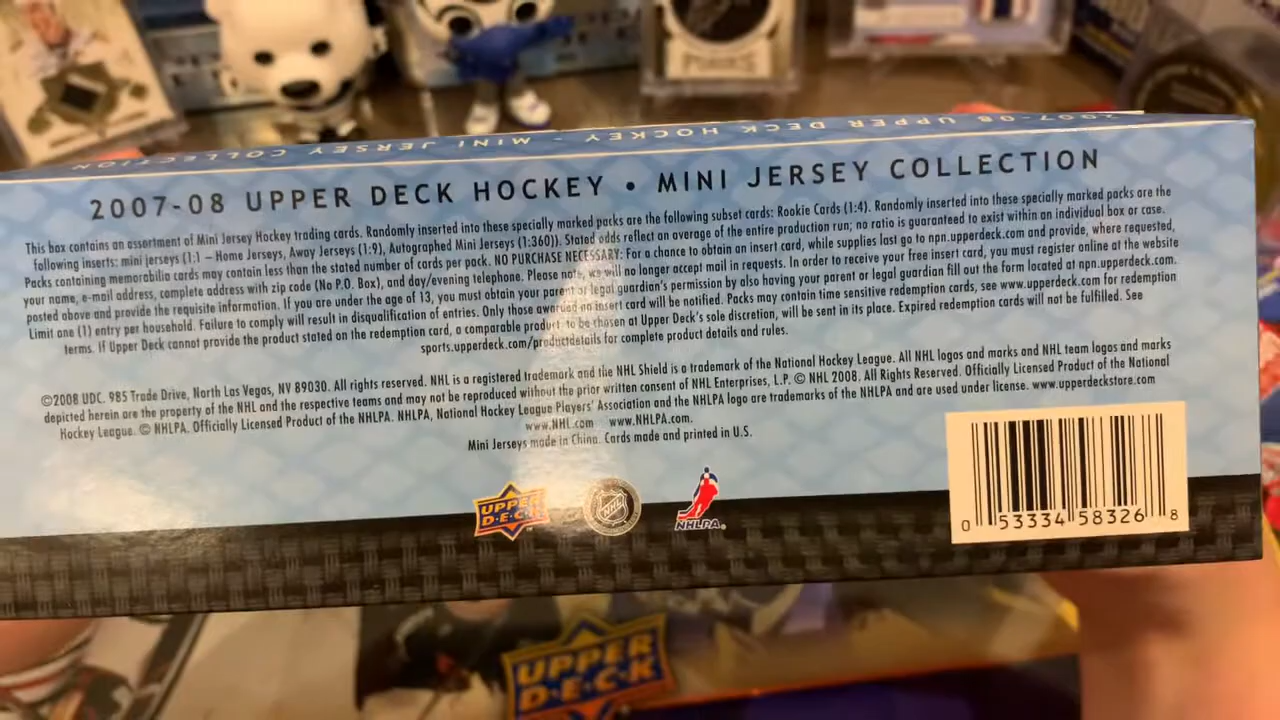 2007-08 UPPER DECK HOCKEY - MINI JERSEY COLLECTION
2007-08 UPPER DECK HOCKEY • MINI JERSEY COLLECTION
This box contains an assortment of Mini Jersey Hockey trading cards. Randomly inserted into these specially marked packs are the following subset cards: Rookie Cards (1:4). Randomly inserted into these specially marked packs are the
following inserts: mini jerseys (1:1 – Home Jerseys, Away Jerseys (1:9), Autographed Mini Jerseys (1:360)). Stated odds reflect an average of the entire production run; no ratio is guaranteed to exist within an individual box or case.
Packs containing memorabilia cards may contain less than the stated number of cards per pack. NO PURCHASE NECESSARY: For a chance to obtain an insert card, while supplies last go to npn.upperdeck.com and provide, where requested,
your name, e-mail address, complete address with zip code (No P.O. Box), and day/evening telephone. Please note, we will no longer accept mail in requests. In order to receive your free insert card, you must register online at the website
posted above and provide the requisite information. If you are under the age of 13, you must obtain your parent or legal guardian's permission by also having your parent or legal guardian fill out the form located at npn.upperdeck.com.
Limit one (1) entry per household. Failure to comply will result in disqualification of entries. Only those awarded an insert card will be notified. Packs may contain time sensitive redemption cards, see www.upperdeck.com for redemption
terms. If Upper Deck cannot provide the product stated on the redemption card, a comparable product, to be chosen at Upper Deck's sole discretion, will be sent in its place. Expired redemption cards will not be fulfilled. See
sports.upperdeck.com/productdetails for complete product details and rules.
©2008 UDC. 985 Trade Drive, North Las Vegas, NV 89030. All rights reserved. NHL is a registered trademark and the NHL Shield is a trademark of the National Hockey League. All NHL logos and marks and NHL team logos and marks
depicted herein are the property of the NHL and the respective teams and may not be reproduced without the prior written consent of NHL Enterprises, L.P. © NHL 2008. All Rights Reserved. Officially Licensed Product of the National
Hockey League. © NHLPA. Officially Licensed Product of the NHLPA. NHLPA, National Hockey League Players' Association and the NHLPA logo are trademarks of the NHLPA and are used under license. www.upperdeckstore.com
www.NHL.com www.NHLPA.com.
Mini Jerseys made in China. Cards made and printed in U.S.
UPPER
D·E·C·K
NHL
NHLPA
0 53334 58326 8
UPPER
D·E·C·K